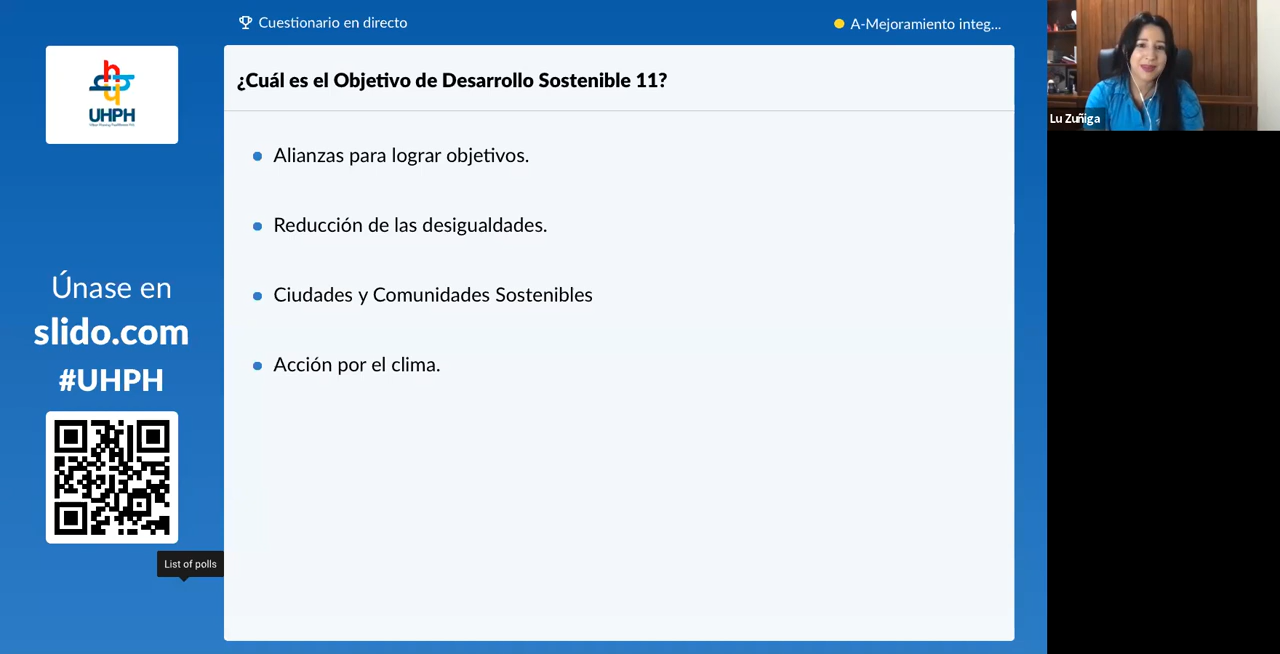 Cuestionario en directo
A-Mejoramiento integ...
UHPH
¿Cuál es el Objetivo de Desarrollo Sostenible 11?
Alianzas para lograr objetivos.
Reducción de las desigualdades.
Ciudades y Comunidades Sostenibles
Acción por el clima.
Únase en
slido.com
#UHPH
List of polls
Lu Zuñiga